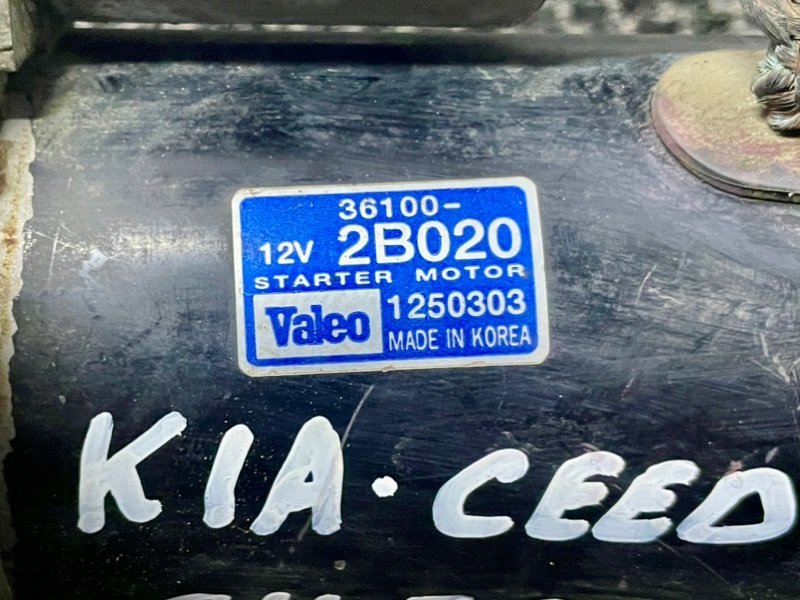 36100-
12V 2B020
STARTER MOTOR
Valeo 1250303
MADE IN KOREA
KIA·CEED